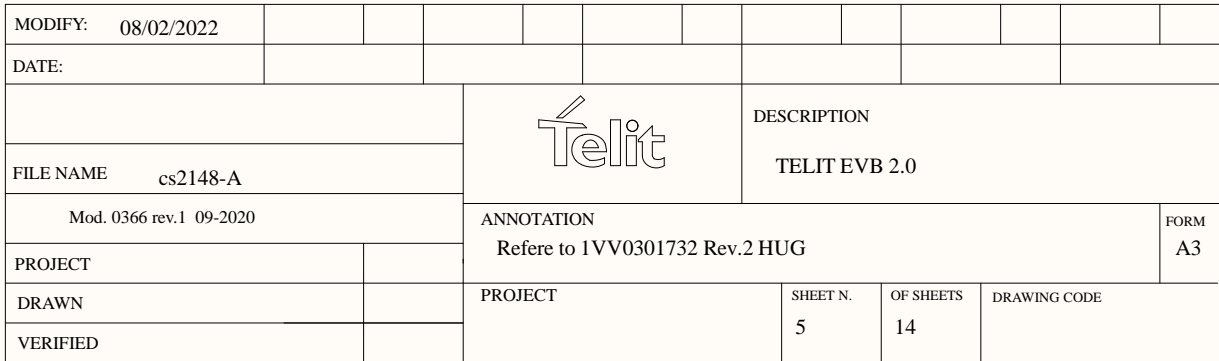 MODIFY: 08/02/2022
DATE:
Telit
DESCRIPTION
TELIT EVB 2.0
FILE NAME cs2148-A
Mod. 0366 rev.1 09-2020
ANNOTATION
Refere to 1VV0301732 Rev.2 HUG
FORM
A3
PROJECT
DRAWN
VERIFIED
PROJECT
SHEET N.
5
OF SHEETS
14
DRAWING CODE